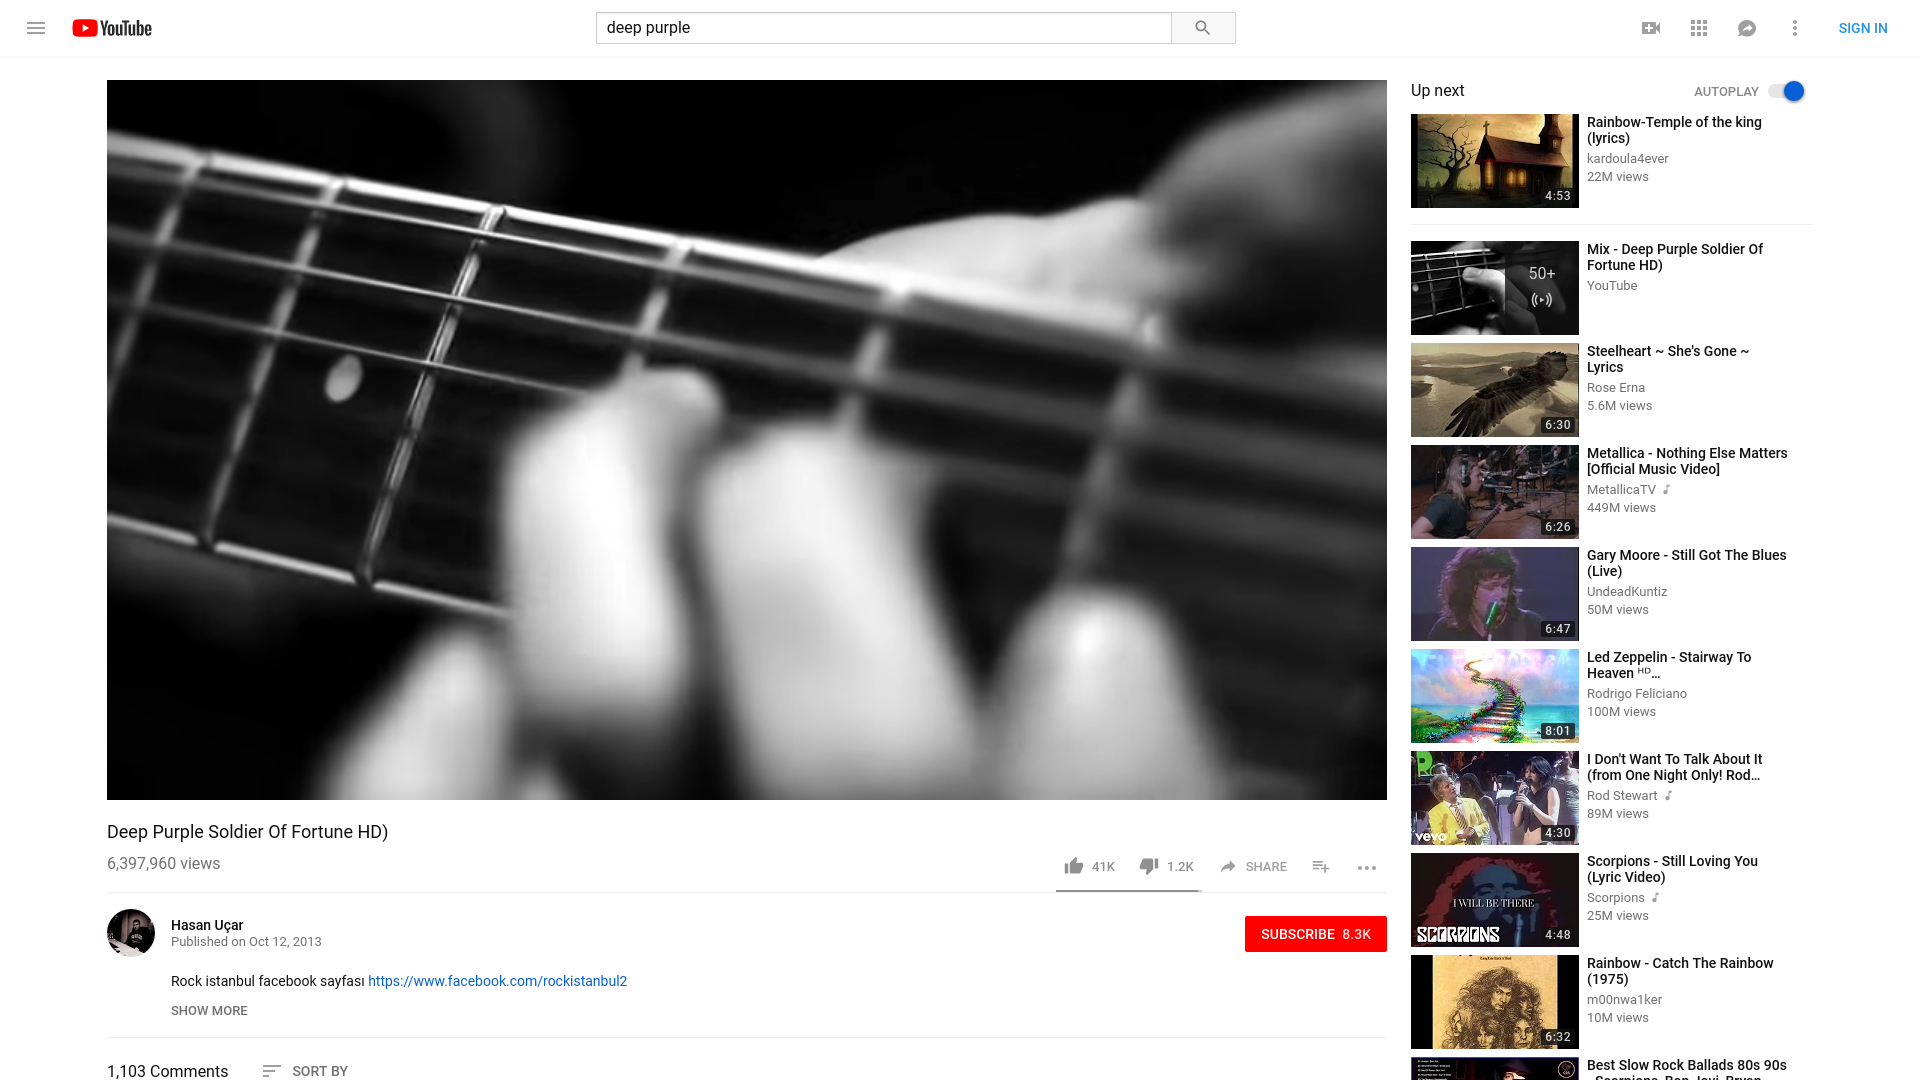 YouTube
deep purple
SIGN IN
Deep Purple Soldier Of Fortune HD)
6,397,960 views
41K
1.2K
SHARE
Hasan Uçar
Published on Oct 12, 2013
SUBSCRIBE 8.3K
Rock istanbul facebook sayfası https://www.facebook.com/rockistanbul2
SHOW MORE
1,103 Comments
SORT BY
Up next
AUTOPLAY
4:53
Rainbow-Temple of the king
(lyrics)
kardoula4ever
22M views
50+
Mix - Deep Purple Soldier Of
Fortune HD)
YouTube
6:30
Steelheart ~ She's Gone ~
Lyrics
Rose Erna
5.6M views
6:26
Metallica - Nothing Else Matters
[Official Music Video]
MetallicaTV
449M views
6:47
Gary Moore - Still Got The Blues
(Live)
UndeadKuntiz
50M views
8:01
Led Zeppelin - Stairway To
Heaven ᴴᴰ...
Rodrigo Feliciano
100M views
vevo
4:30
I Don't Want To Talk About It
(from One Night Only! Rod...
Rod Stewart
89M views
I WILL BE THERE
SCORPIONS
4:48
Scorpions - Still Loving You
(Lyric Video)
Scorpions
25M views
6:32
Rainbow - Catch The Rainbow
(1975)
m00nwa1ker
10M views
Best Slow Rock Ballads 80s 90s
- Scorpions, Bon Jovi, Bryan